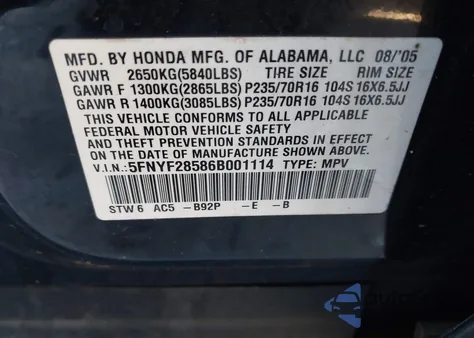 MFD. BY HONDA MFG. OF ALABAMA, LLC 08/'05
GVWR 2650KG(5840LBS) TIRE SIZE RIM SIZE
GAWR F 1300KG(2865LBS) P235/70R16 104S 16X6.5JJ
GAWR R 1400KG(3085LBS) P235/70R16 104S 16X6.5JJ
THIS VEHICLE CONFORMS TO ALL APPLICABLE
FEDERAL MOTOR VEHICLE SAFETY, BUMPER,
AND THEFT PREVENTION STANDARDS IN EFFECT
ON THE DATE OF MANUFACTURE SHOWN ABOVE.
V.I.N.: 5FNYF28586B001114 TYPE: MPV
STW6 AC5 -B92P -E -B